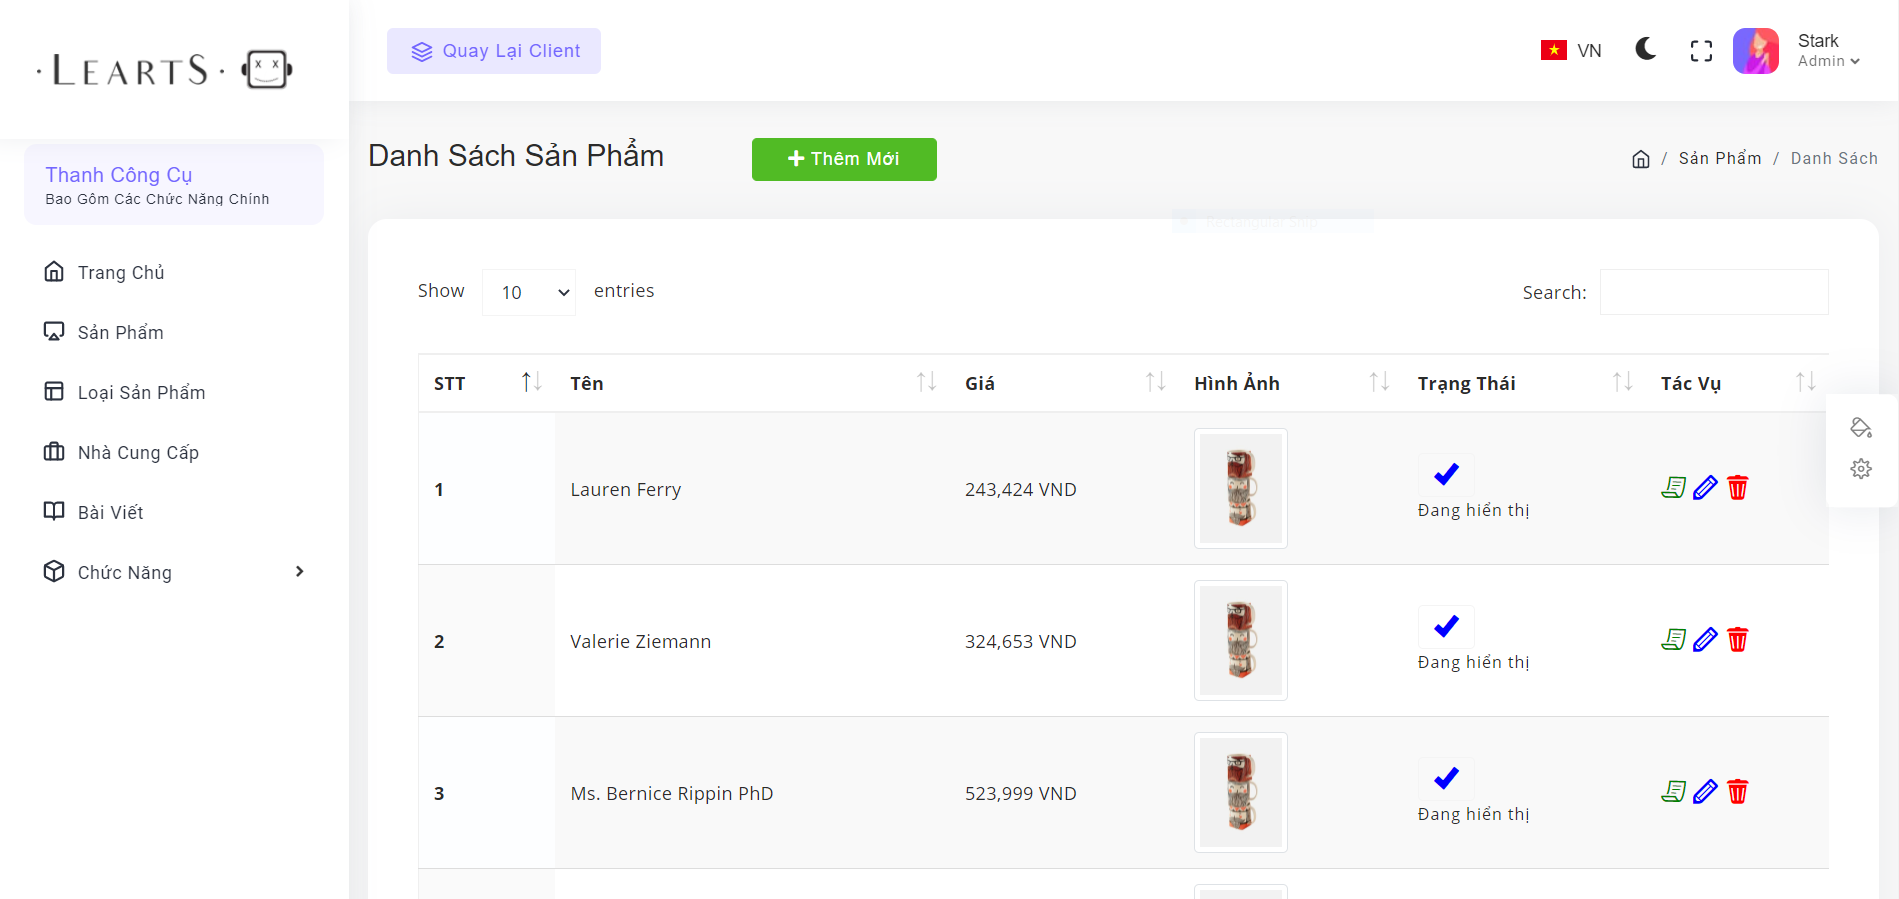 · LEARTS ·
Quay Lại Client
VN
Stark
Admin
Thanh Công Cụ
Bao Gôm Các Chức Năng Chính
Trang Chủ
Sản Phẩm
Loại Sản Phẩm
Nhà Cung Cấp
Bài Viết
Chức Năng
Danh Sách Sản Phẩm
Thêm Mới
/ Sản Phẩm / Danh Sách
Rectangular Snip
Show 10 entries
Search:
STT Tên Giá Hình Ảnh Trạng Thái Tác Vụ
1 Lauren Ferry 243,424 VND
Đang hiển thị
2 Valerie Ziemann 324,653 VND
Đang hiển thị
3 Ms. Bernice Rippin PhD 523,999 VND
Đang hiển thị